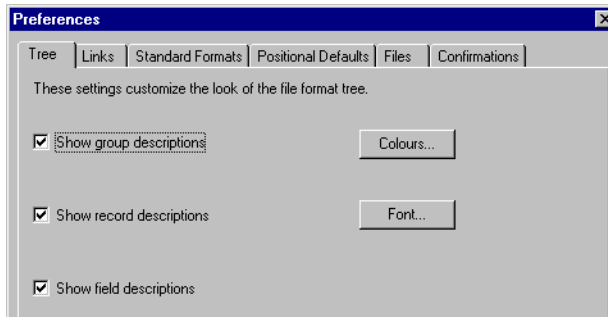 Preferences
Tree Links Standard Formats Positional Defaults Files Confirmations
These settings customize the look of the file format tree.
Show group descriptions Colours...
Show record descriptions Font...
Show field descriptions